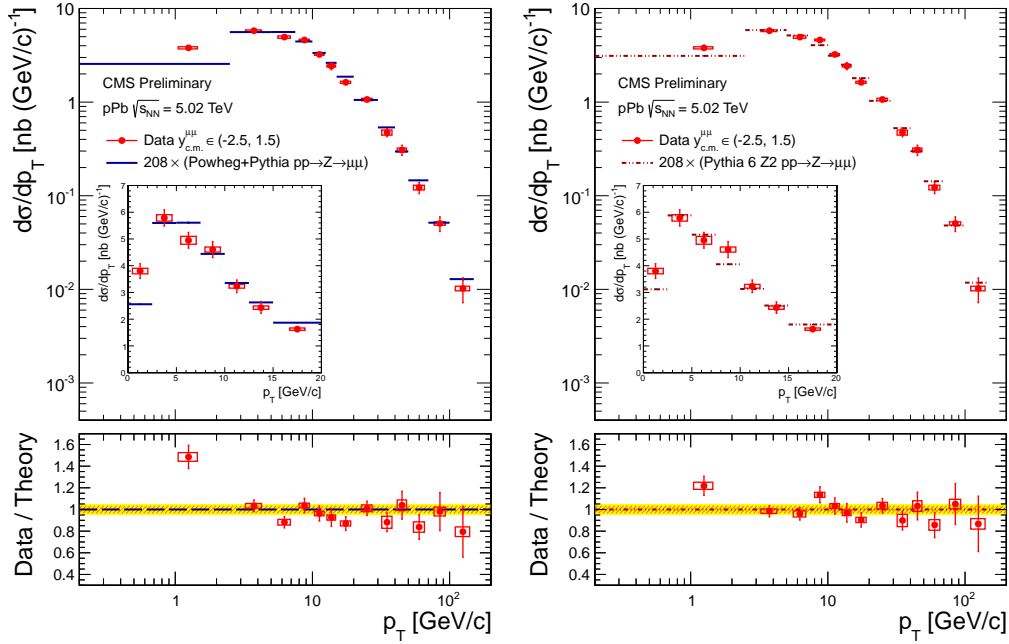 dσ/dp_T [nb (GeV/c)⁻¹]
10
1
10⁻¹
10⁻²
10⁻³
CMS Preliminary
pPb √s_NN = 5.02 TeV
Data y^μμ_c.m. ∈ (-2.5, 1.5)
208 × (Powheg+Pythia pp→Z→μμ)
dσ/dp_T [nb (GeV/c)⁻¹]
7
6
5
4
3
2
1
0
0 5 10 15 20
p_T [GeV/c]
Data / Theory
1.6
1.4
1.2
1.0
0.8
0.6
0.4
1 10 10²
p_T [GeV/c]
dσ/dp_T [nb (GeV/c)⁻¹]
10
1
10⁻¹
10⁻²
10⁻³
CMS Preliminary
pPb √s_NN = 5.02 TeV
Data y^μμ_c.m. ∈ (-2.5, 1.5)
208 × (Pythia 6 Z2 pp→Z→μμ)
dσ/dp_T [nb (GeV/c)⁻¹]
7
6
5
4
3
2
1
0
0 5 10 15 20
p_T [GeV/c]
Data / Theory
1.6
1.4
1.2
1.0
0.8
0.6
0.4
1 10 10²
p_T [GeV/c]